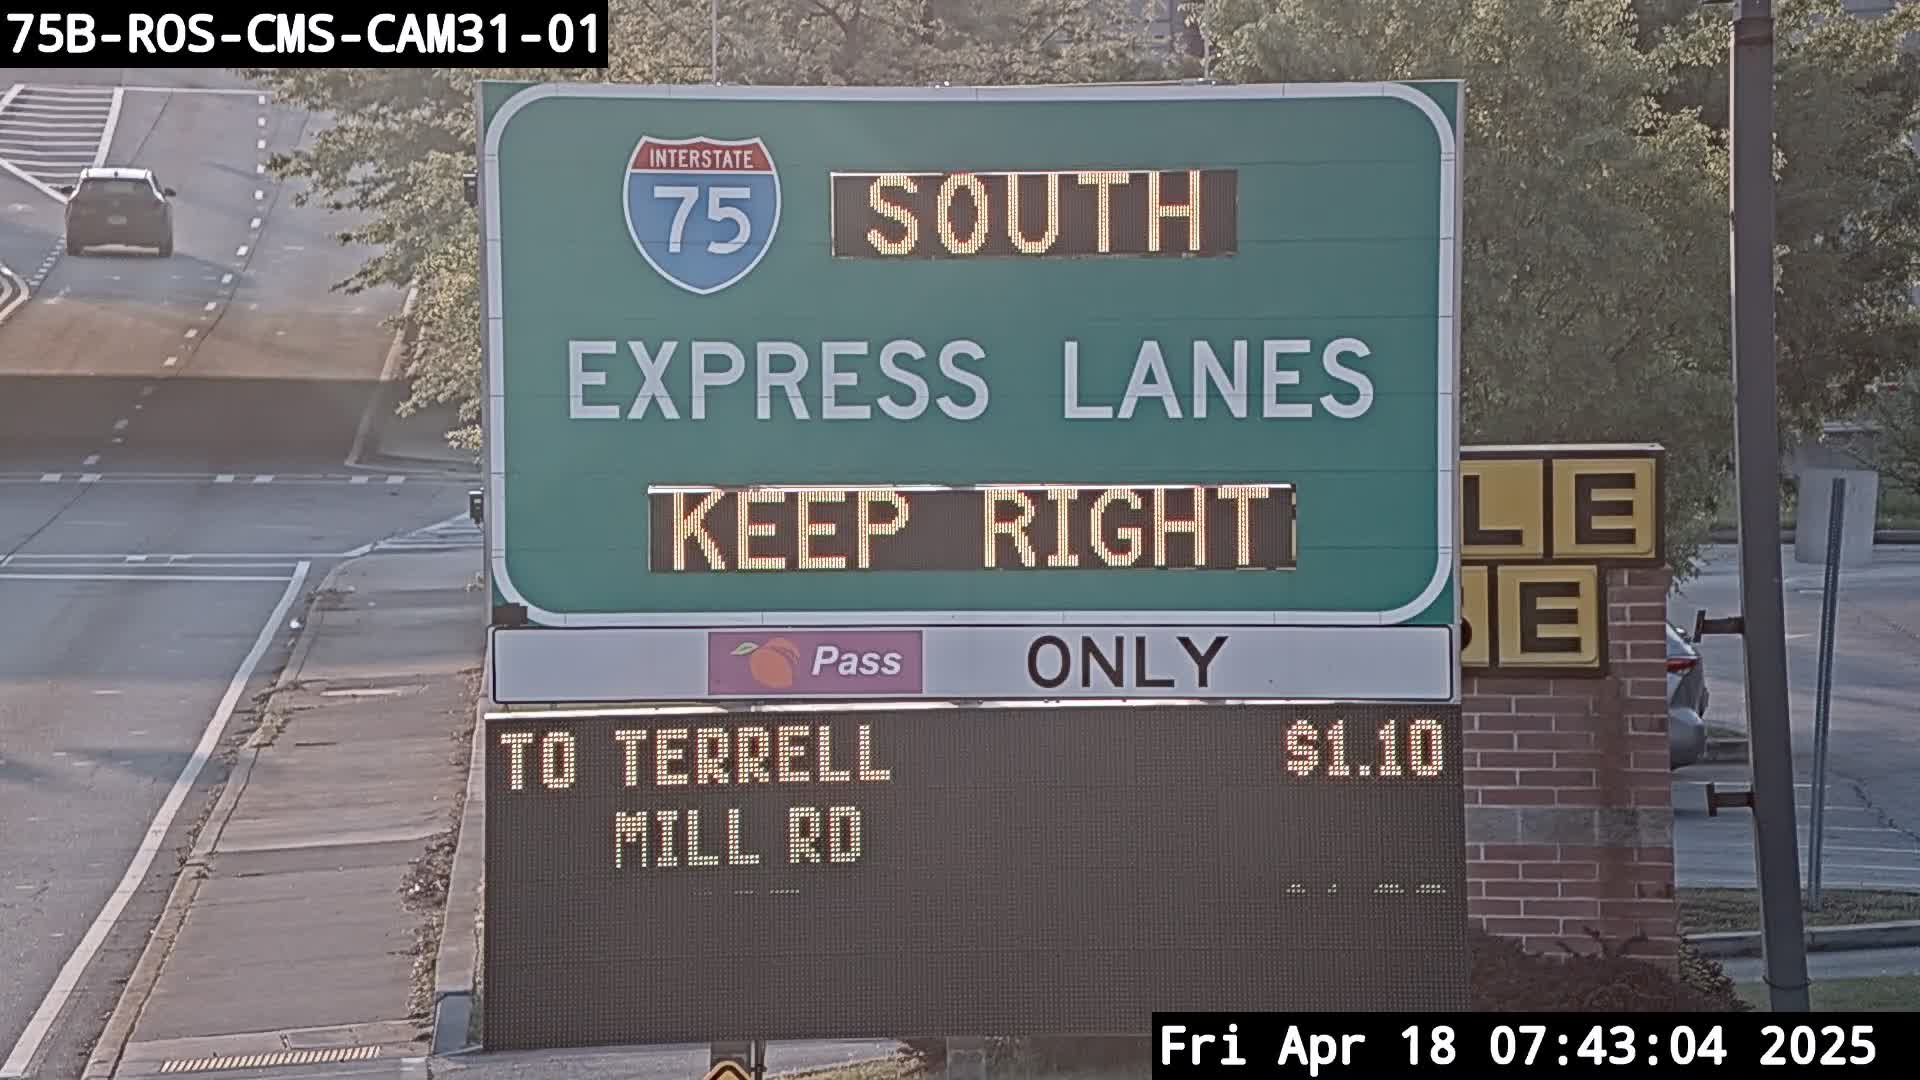 75B-ROS-CMS-CAM31-01
INTERSTATE
75
SOUTH
EXPRESS LANES
KEEP RIGHT
Pass ONLY
TO TERRELL $1.10
MILL RD
LE
E
Fri Apr 18 07:43:04 2025